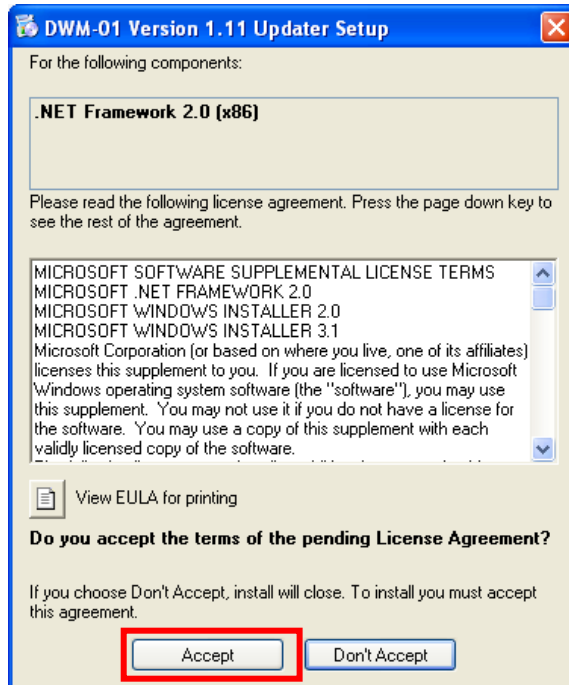 DWM-01 Version 1.11 Updater Setup
For the following components:
.NET Framework 2.0 (x86)
Please read the following license agreement. Press the page down key to
see the rest of the agreement.
MICROSOFT SOFTWARE SUPPLEMENTAL LICENSE TERMS
MICROSOFT .NET FRAMEWORK 2.0
MICROSOFT WINDOWS INSTALLER 2.0
MICROSOFT WINDOWS INSTALLER 3.1
Microsoft Corporation (or based on where you live, one of its affiliates)
licenses this supplement to you.  If you are licensed to use Microsoft
Windows operating system software (the "software"), you may use
this supplement.  You may not use it if you do not have a license for
the software.  You may use a copy of this supplement with each
validly licensed copy of the software.
View EULA for printing
Do you accept the terms of the pending License Agreement?
If you choose Don't Accept, install will close. To install you must accept
this agreement.
Accept Don't Accept